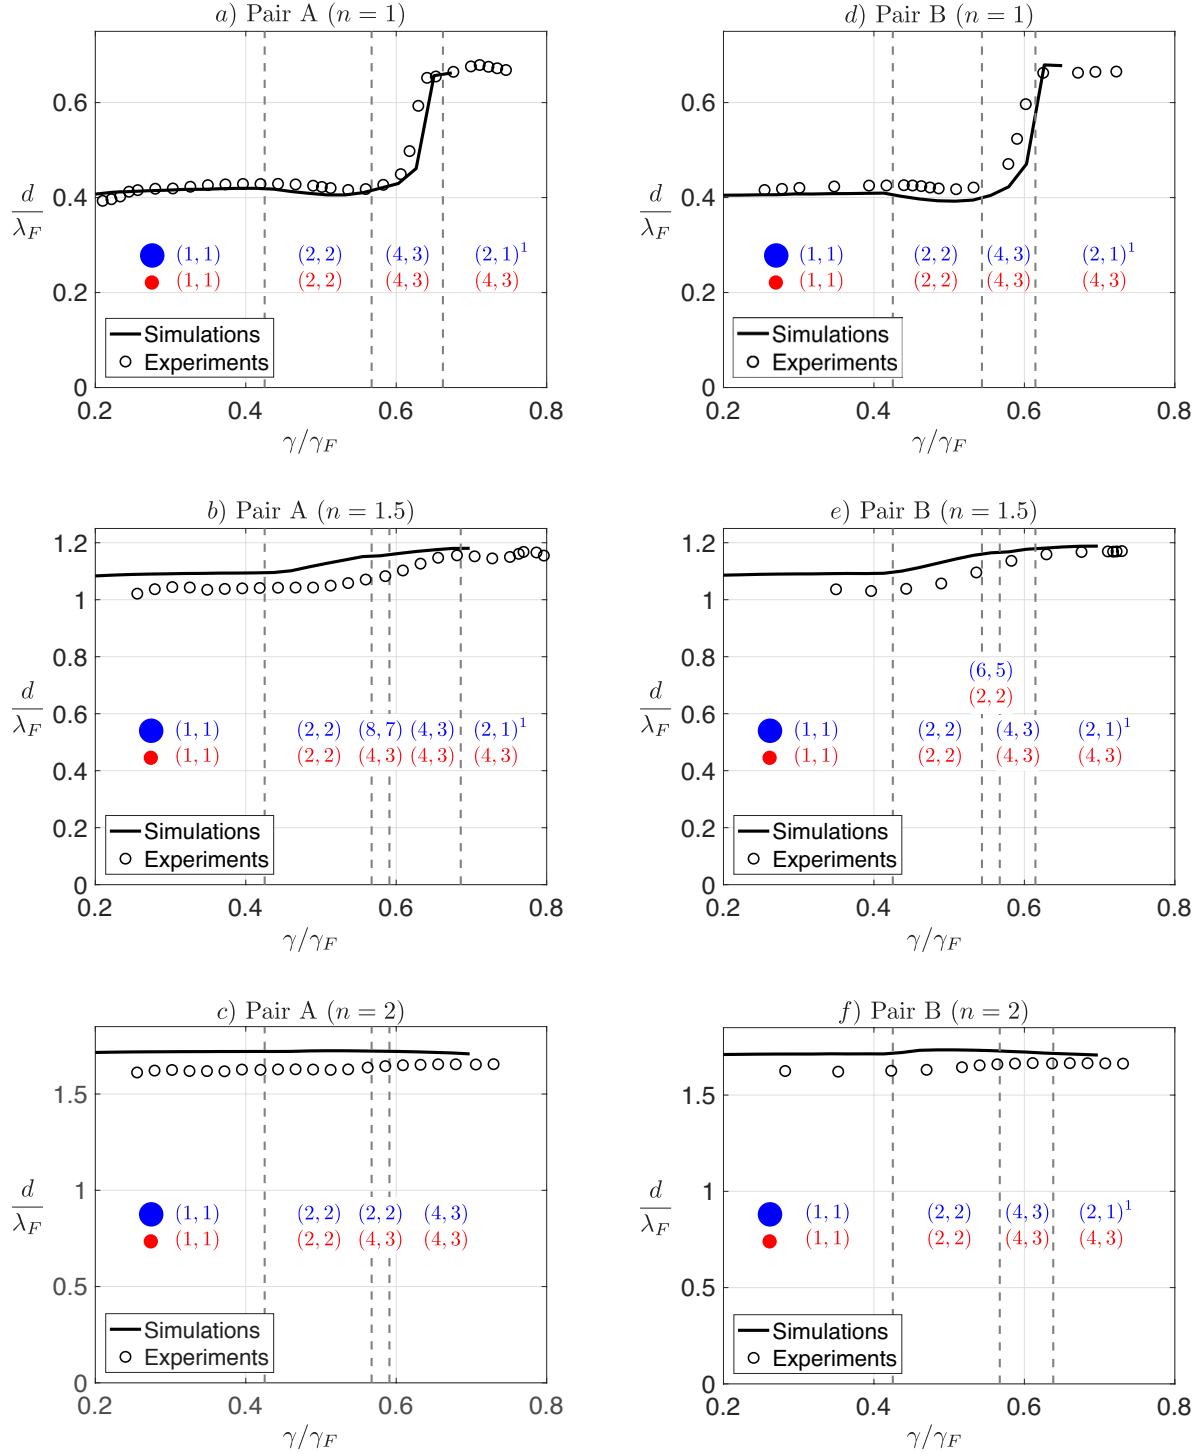 a) Pair A (n = 1)
0.6
0.4
0.2
0
d/λ_F
(1, 1) (2, 2) (4, 3) (2, 1)¹
(1, 1) (2, 2) (4, 3) (4, 3)
Simulations
Experiments
0.2 0.4 0.6 0.8
γ/γ_F
d) Pair B (n = 1)
0.6
0.4
0.2
0
d/λ_F
(1, 1) (2, 2) (4, 3) (2, 1)¹
(1, 1) (2, 2) (4, 3) (4, 3)
Simulations
Experiments
0.2 0.4 0.6 0.8
γ/γ_F
b) Pair A (n = 1.5)
1.2
1
0.8
0.6
0.4
0.2
0
d/λ_F
(1, 1) (2, 2) (8, 7) (4, 3) (2, 1)¹
(1, 1) (2, 2) (4, 3) (4, 3) (4, 3)
Simulations
Experiments
0.2 0.4 0.6 0.8
γ/γ_F
e) Pair B (n = 1.5)
1.2
1
0.8
0.6
0.4
0.2
0
d/λ_F
(6, 5)
(2, 2)
(1, 1) (2, 2) (4, 3) (2, 1)¹
(1, 1) (2, 2) (4, 3) (4, 3)
Simulations
Experiments
0.2 0.4 0.6 0.8
γ/γ_F
c) Pair A (n = 2)
1.5
1
0.5
0
d/λ_F
(1, 1) (2, 2) (2, 2) (4, 3)
(1, 1) (2, 2) (4, 3) (4, 3)
Simulations
Experiments
0.2 0.4 0.6 0.8
γ/γ_F
f) Pair B (n = 2)
1.5
1
0.5
0
d/λ_F
(1, 1) (2, 2) (4, 3) (2, 1)¹
(1, 1) (2, 2) (4, 3) (4, 3)
Simulations
Experiments
0.2 0.4 0.6 0.8
γ/γ_F